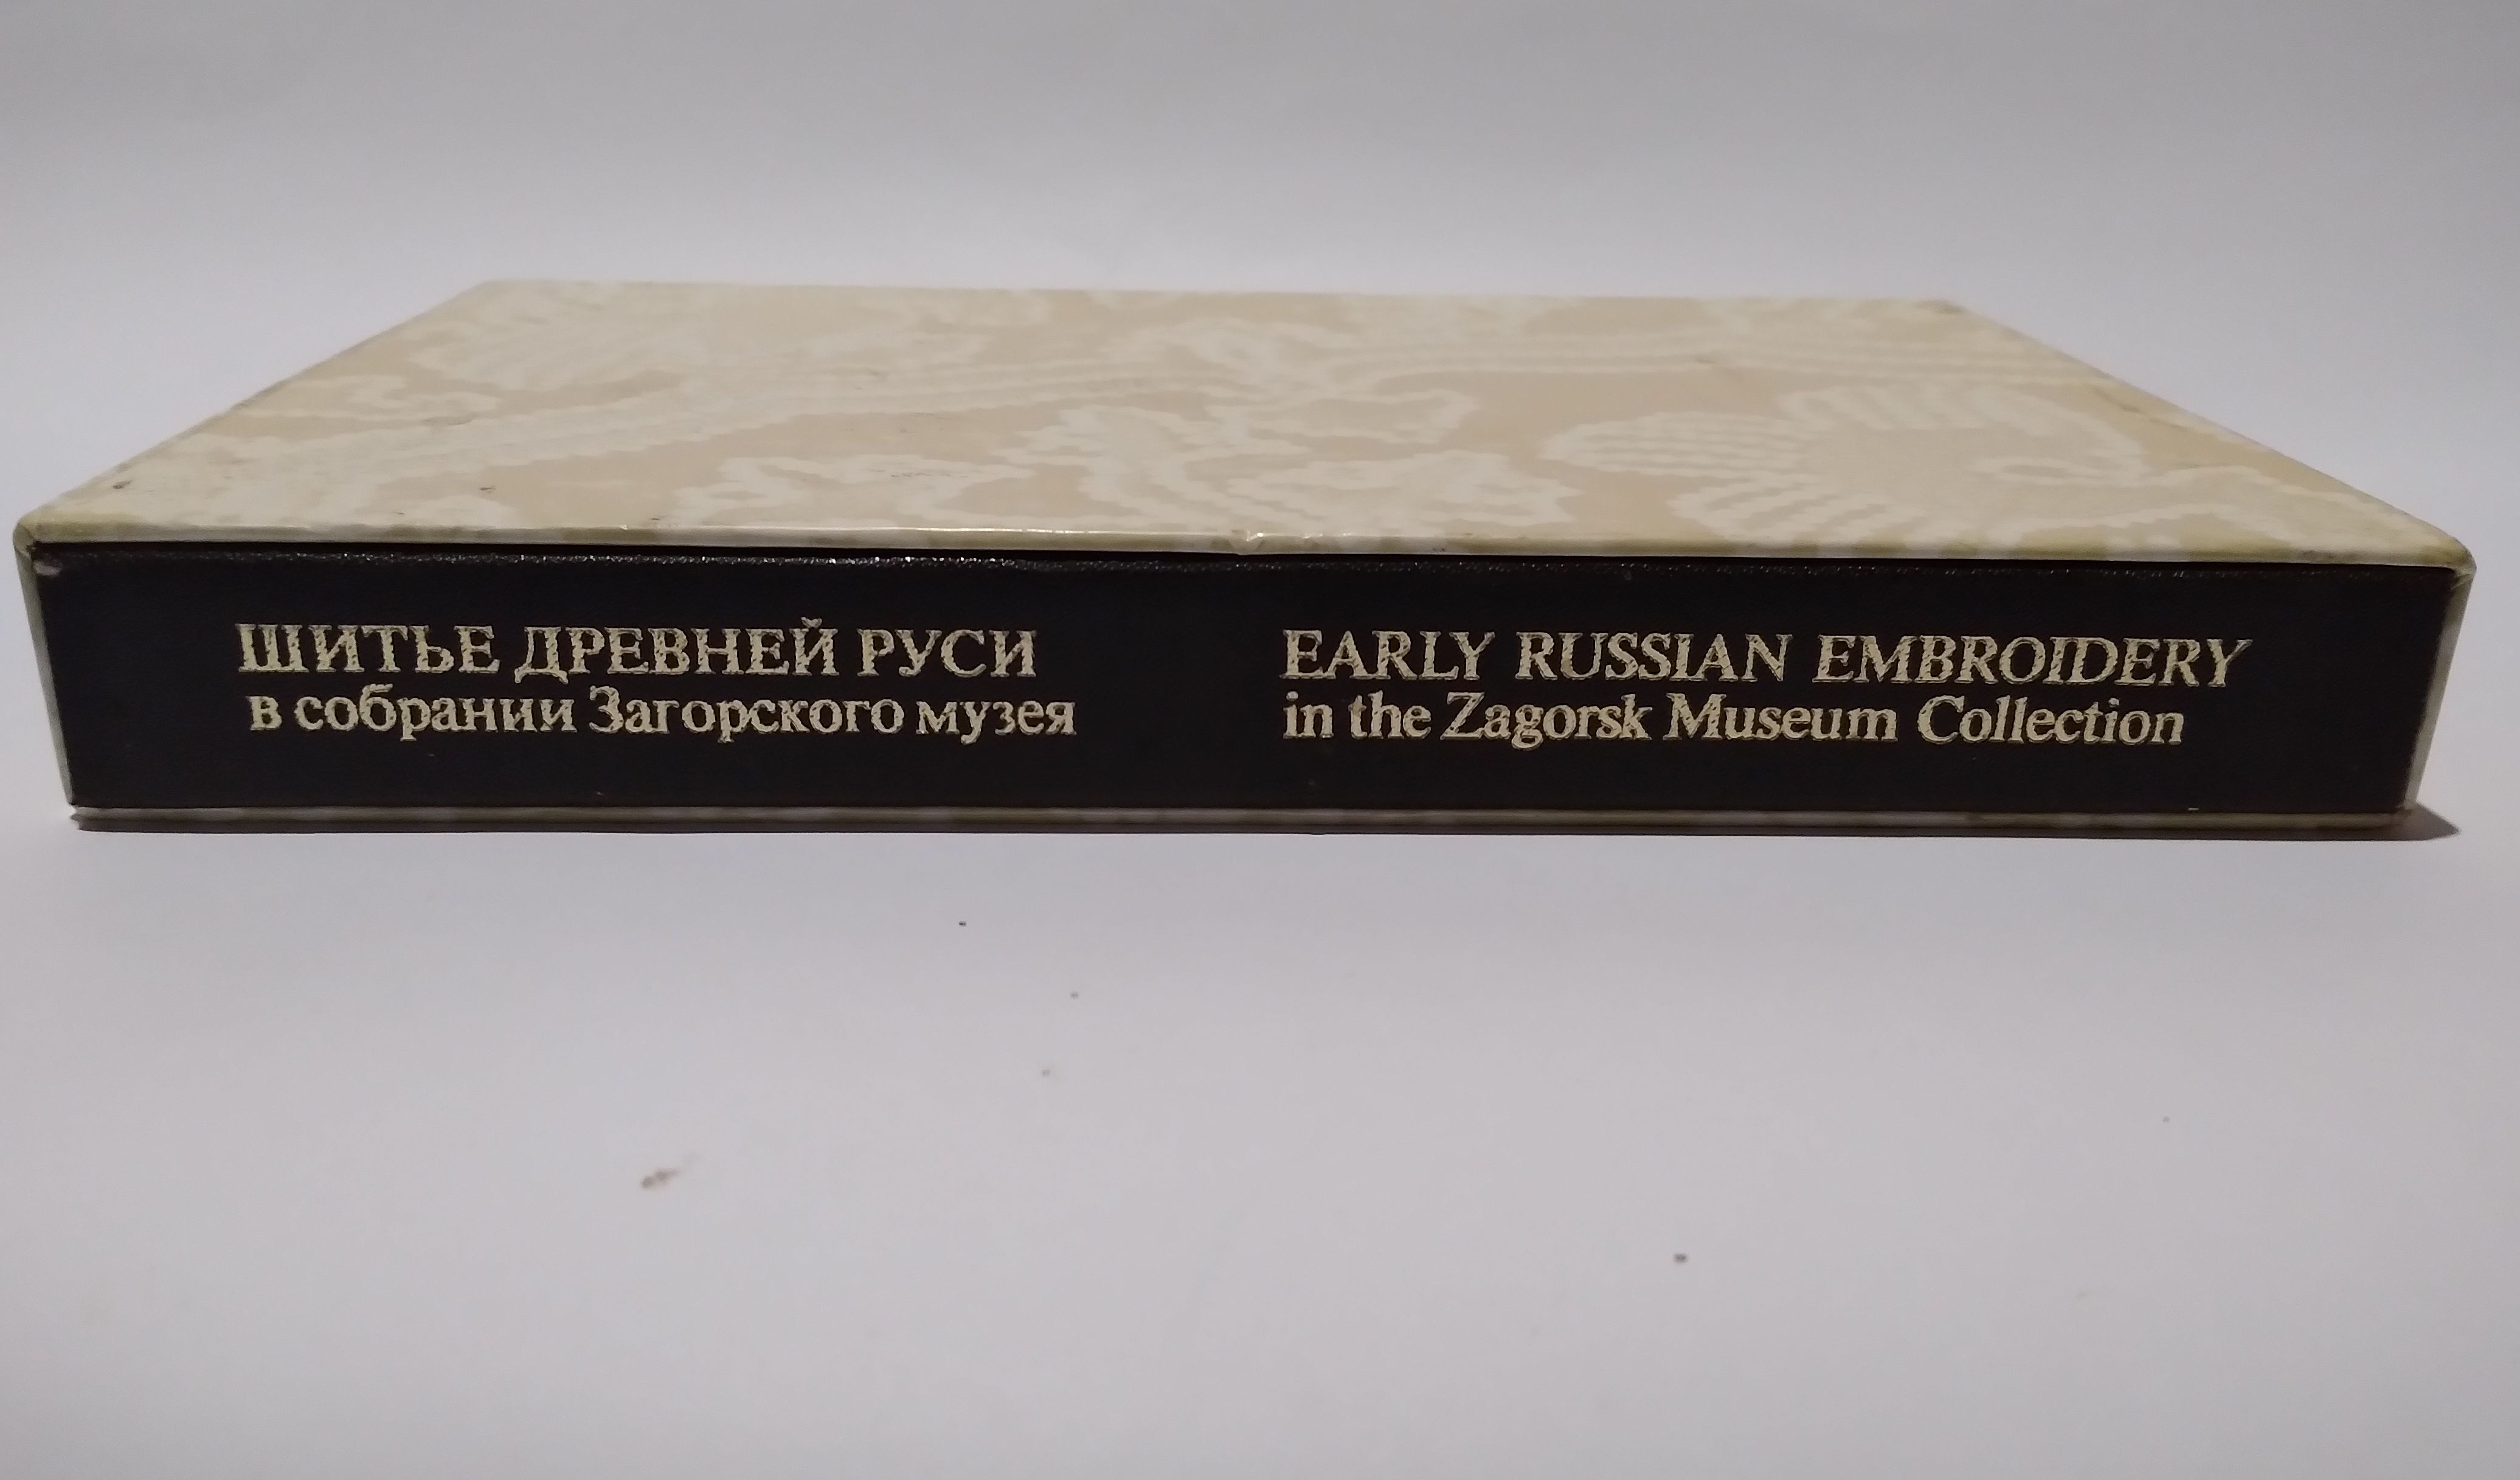 ШИТЬЕ ДРЕВНЕЙ РУСИ
в собрании Загорского музея
EARLY RUSSIAN EMBROIDERY
in the Zagorsk Museum Collection